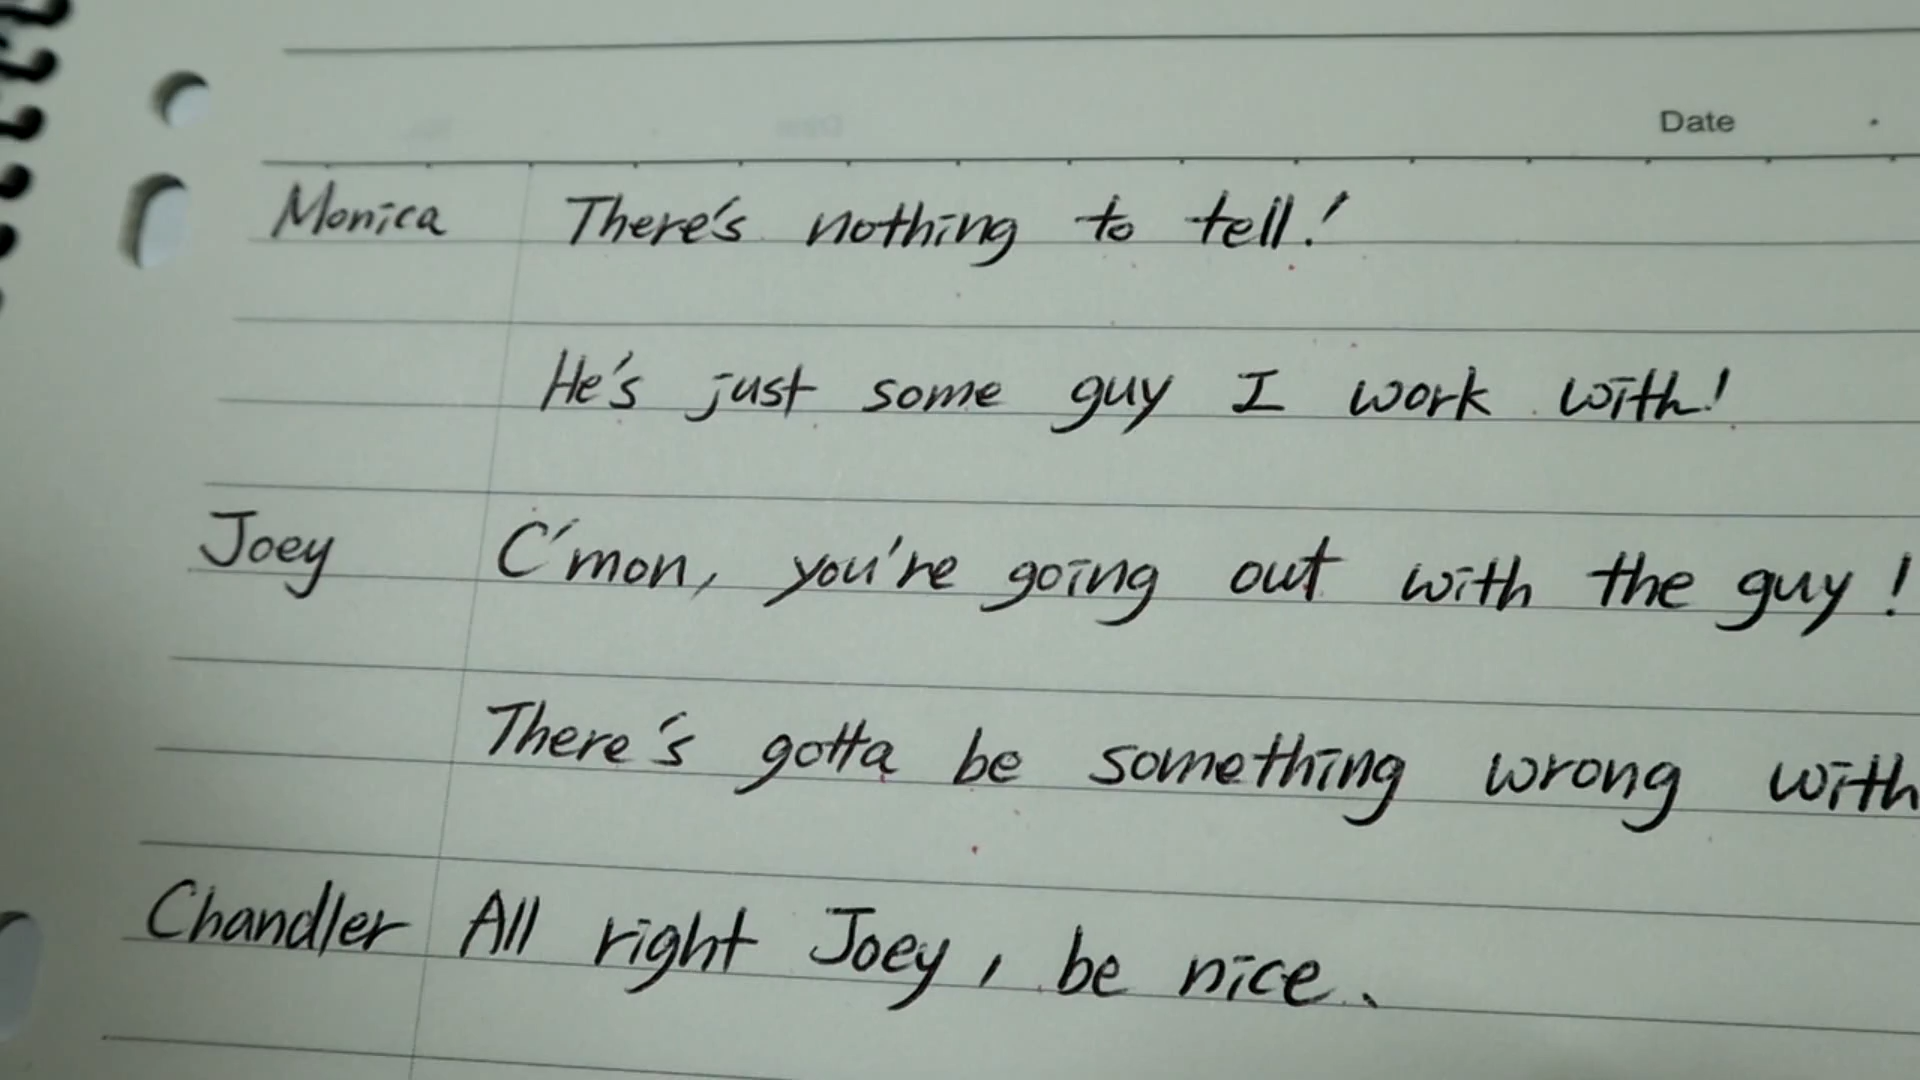 Date
Monica There's nothing to tell!
He's just some guy I work with!
Joey C'mon, you're going out with the guy!
There's gotta be something wrong with
Chandler All right Joey, be nice.